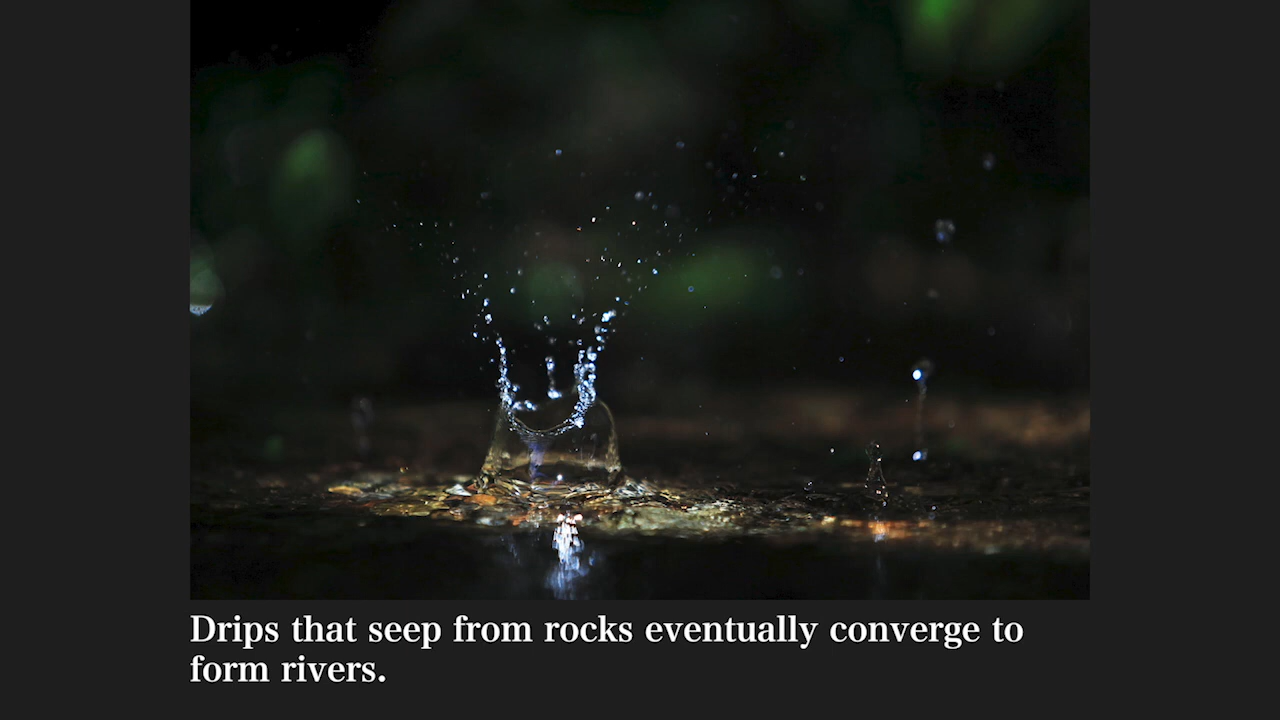 Drips that seep from rocks eventually converge to
form rivers.